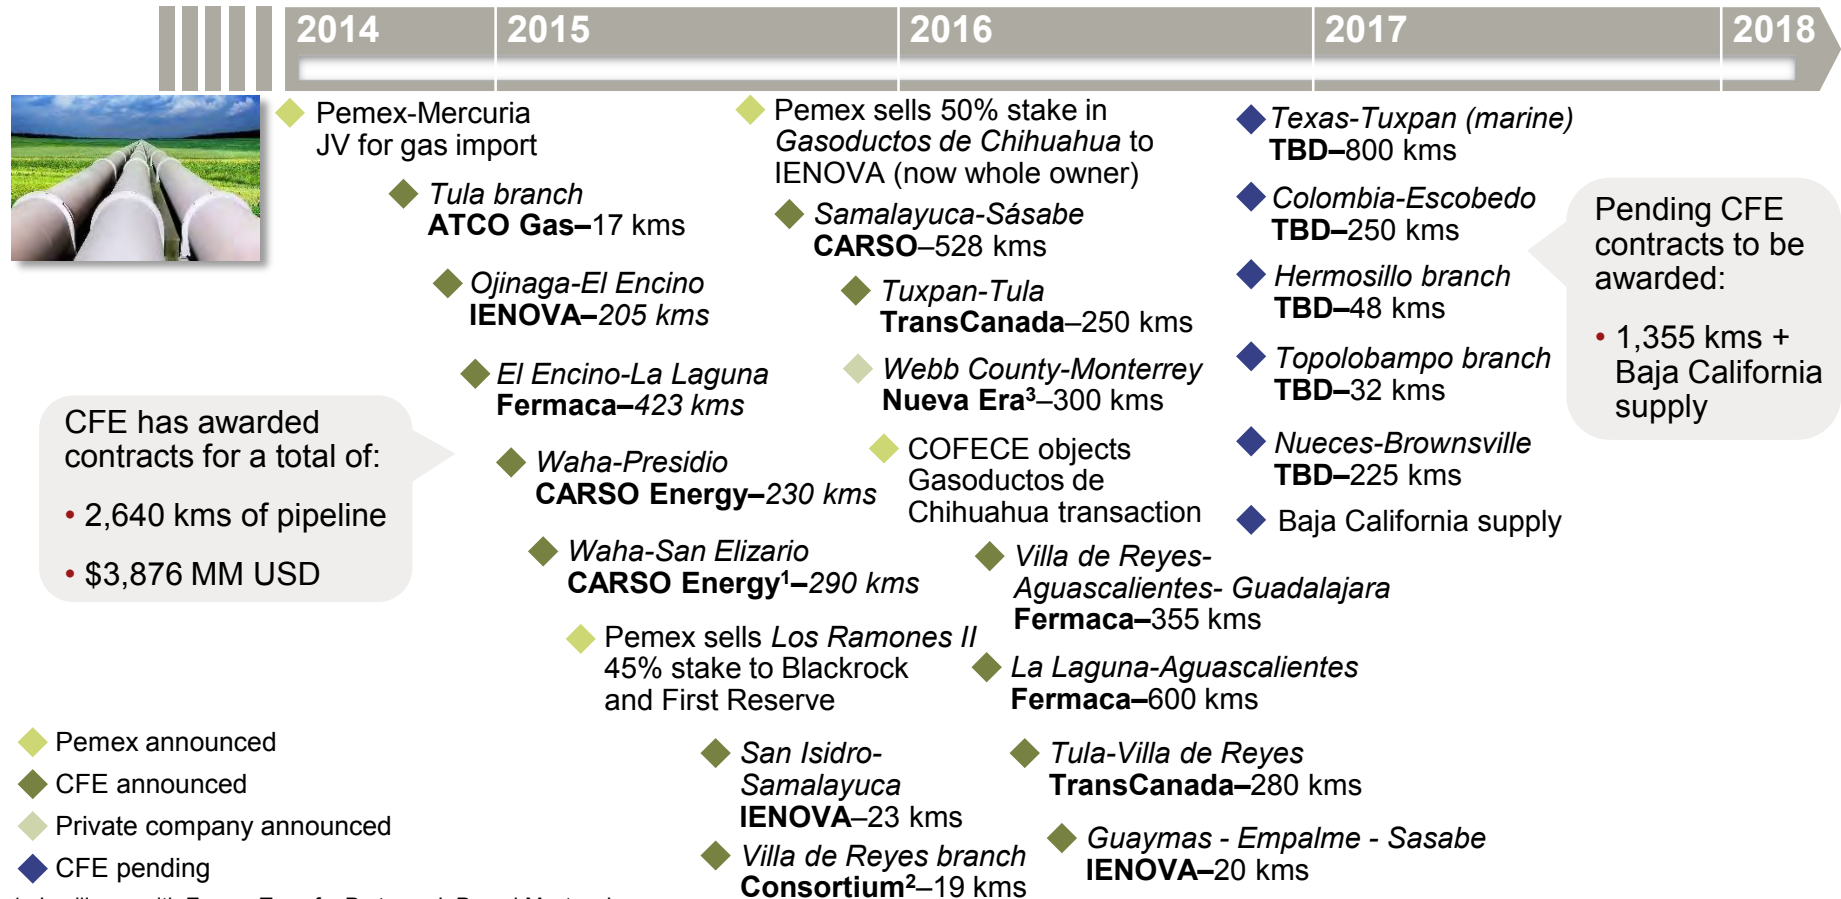 2014
2015
2016
2017
2018
Pemex-Mercuria
JV for gas import
Tula branch
ATCO Gas–17 kms
Ojinaga-El Encino
IENOVA–205 kms
El Encino-La Laguna
Fermaca–423 kms
Waha-Presidio
CARSO Energy–230 kms
Waha-San Elizario
CARSO Energy¹–290 kms
Pemex sells Los Ramones II
45% stake to Blackrock
and First Reserve
San Isidro-
Samalayuca
IENOVA–23 kms
Villa de Reyes branch
Consortium²–19 kms
Pemex sells 50% stake in
Gasoductos de Chihuahua to
IENOVA (now whole owner)
Samalayuca-Sásabe
CARSO–528 kms
Tuxpan-Tula
TransCanada–250 kms
Webb County-Monterrey
Nueva Era³–300 kms
COFECE objects
Gasoductos de
Chihuahua transaction
Villa de Reyes-
Aguascalientes- Guadalajara
Fermaca–355 kms
La Laguna-Aguascalientes
Fermaca–600 kms
Tula-Villa de Reyes
TransCanada–280 kms
Guaymas - Empalme - Sasabe
IENOVA–20 kms
Texas-Tuxpan (marine)
TBD–800 kms
Colombia-Escobedo
TBD–250 kms
Hermosillo branch
TBD–48 kms
Topolobampo branch
TBD–32 kms
Nueces-Brownsville
TBD–225 kms
Baja California supply
Pending CFE
contracts to be
awarded:
• 1,355 kms +
Baja California
supply
CFE has awarded
contracts for a total of:
• 2,640 kms of pipeline
• $3,876 MM USD
Pemex announced
CFE announced
Private company announced
CFE pending